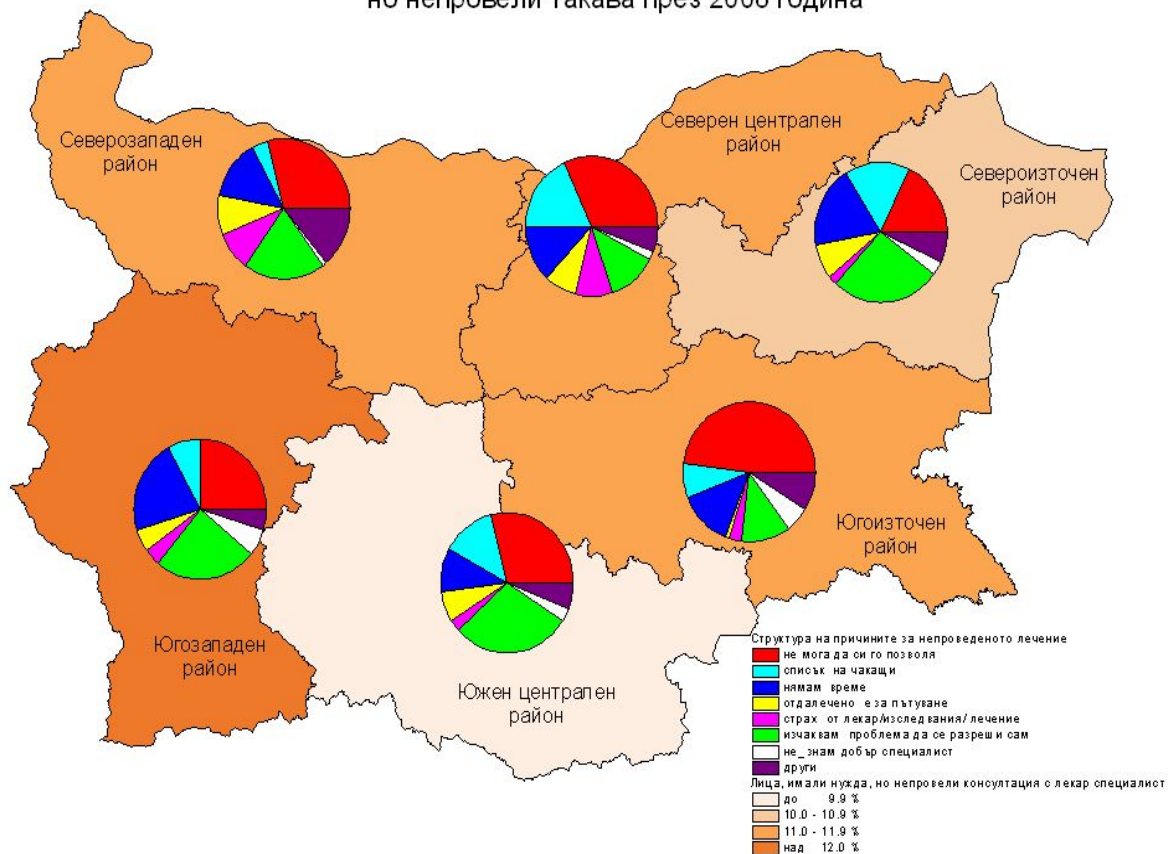 но непровели такава през 2008 година
Северозападен
район
Северен централен
район
Североизточен
район
Югоизточен
район
Югозападен
район
Южен централен
район
Структура на причините за непроведеното лечение
не мога да си го позволя
списък на чакащи
нямам време
отдалечено е за пътуване
страх от лекар/изследвания/лечение
изчаквам проблема да се разреши сам
не_знам добър специалист
други
Лица, имали нужда, но непровели консултация с лекар специалист
до 9.9 %
10.0 - 10.9 %
11.0 - 11.9 %
над 12.0 %